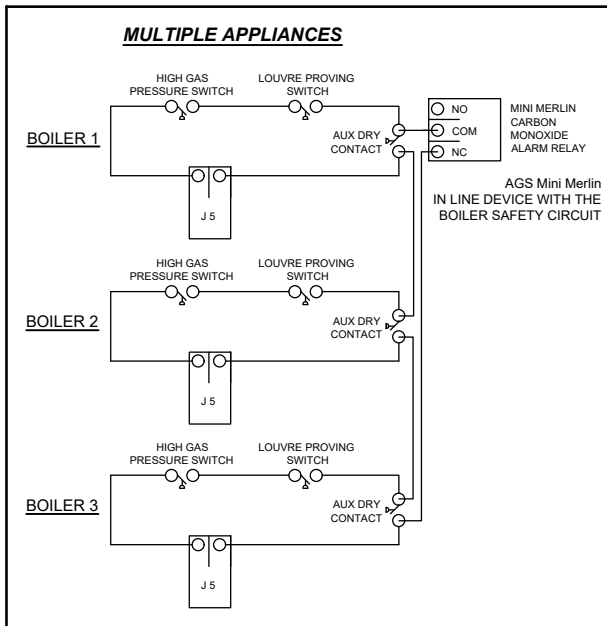 MULTIPLE APPLIANCES
HIGH GAS
PRESSURE SWITCH
LOUVRE PROVING
SWITCH
BOILER 1
AUX DRY
CONTACT
J 5
NO
COM
NC
MINI MERLIN
CARBON
MONOXIDE
ALARM RELAY
AGS Mini Merlin
IN LINE DEVICE WITH THE
BOILER SAFETY CIRCUIT
HIGH GAS
PRESSURE SWITCH
LOUVRE PROVING
SWITCH
BOILER 2
AUX DRY
CONTACT
J 5
HIGH GAS
PRESSURE SWITCH
LOUVRE PROVING
SWITCH
BOILER 3
AUX DRY
CONTACT
J 5